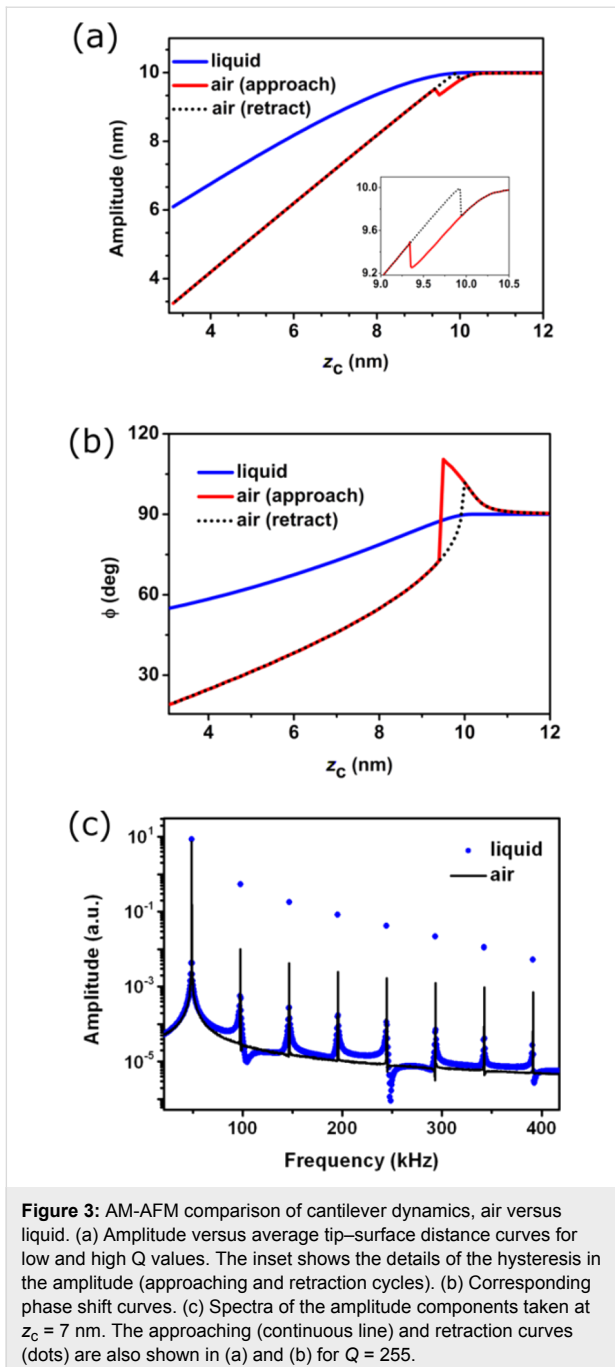 (a)
liquid
air (approach)
air (retract)
Amplitude (nm)
10
8
6
4
10.0
9.6
9.2
9.0 9.5 10.0 10.5
4 6 8 10 12
z_c (nm)
(b)
liquid
air (approach)
air (retract)
ϕ (deg)
120
90
60
30
4 6 8 10 12
z_c (nm)
(c)
liquid
air
Amplitude (a.u.)
10^1
10^-1
10^-3
10^-5
100 200 300 400
Frequency (kHz)
Figure 3: AM-AFM comparison of cantilever dynamics, air versus
liquid. (a) Amplitude versus average tip–surface distance curves for
low and high Q values. The inset shows the details of the hysteresis in
the amplitude (approaching and retraction cycles). (b) Corresponding
phase shift curves. (c) Spectra of the amplitude components taken at
z_c = 7 nm. The approaching (continuous line) and retraction curves
(dots) are also shown in (a) and (b) for Q = 255.